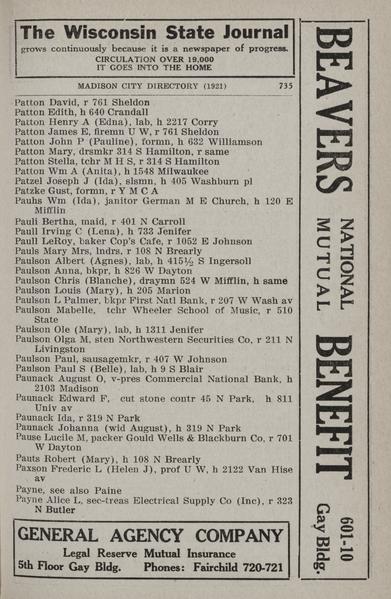 The Wisconsin State Journal
grows continuously because it is a newspaper of progress.
CIRCULATION OVER 19,000
IT GOES INTO THE HOME
MADISON CITY DIRECTORY (1921) 735
Patton David, r 761 Sheldon
Patton Edith, h 640 Crandall
Patton Henry A (Edna), lab, h 2217 Corry
Patton James E, firemn U W, r 761 Sheldon
Patton John P (Pauline), formn, h 632 Williamson
Patton Mary, drsmkr 314 S Hamilton, r same
Patton Stella, tchr M H S, r 314 S Hamilton
Patton Wm A (Anita), h 1548 Milwaukee
Patzel Joseph J (Ida), slsmn, h 405 Washburn pl
Patzke Gust, formn, r Y M C A
Pauhs Wm (Ida), janitor German M E Church, h 120 E
Mifflin
Pauli Bertha, maid, r 401 N Carroll
Paull Irving C (Lena), h 733 Jenifer
Paull LeRoy, baker Cop's Cafe, r 1052 E Johnson
Pauls Mary Mrs, lndrs, r 108 N Brearly
Paulson Albert (Agnes), lab, h 415½ S Ingersoll
Paulson Anna, bkpr, h 826 W Dayton
Paulson Chris (Blanche), draymn 524 W Mifflin, h same
Paulson Louis (Mary), h 205 Marion
Paulson L Palmer, bkpr First Natl Bank, r 207 W Wash av
Paulson Mabelle, tchr Wheeler School of Music, r 510
State
Paulson Ole (Mary), lab, h 1311 Jenifer
Paulson Olga M, sten Northwestern Securities Co, r 211 N
Livingston
Paulson Paul, sausagemkr, r 407 W Johnson
Paulson Paul S (Belle), lab, h 9 S Blair
Paunack August O, v-pres Commercial National Bank, h
2103 Madison
Paunack Edward F, cut stone contr 45 N Park, h 811
Univ av
Paunack Ida, r 319 N Park
Paunack Johanna (wid August), h 319 N Park
Pause Lucile M, packer Gould Wells & Blackburn Co, r 701
W Dayton
Pauts Robert (Mary), h 108 N Brearly
Paxson Frederic L (Helen J), prof U W, h 2122 Van Hise
av
Payne, see also Paine
Payne Alice L, sec-treas Electrical Supply Co (Inc), r 323
N Butler
GENERAL AGENCY COMPANY
Legal Reserve Mutual Insurance
5th Floor Gay Bldg. Phones: Fairchild 720-721
BEAVERS NATIONAL MUTUAL BENEFIT
601-10
Gay Bldg.